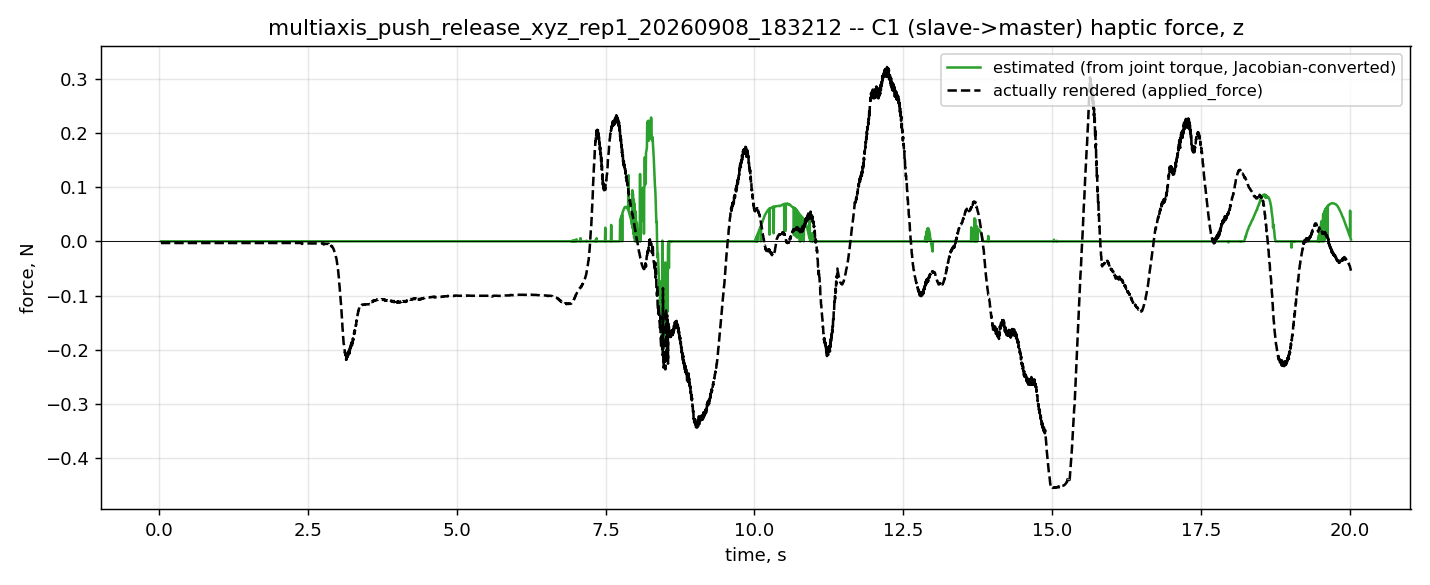 multiaxis_push_release_xyz_rep1_20260908_183212 -- C1 (slave->master) haptic force, z
estimated (from joint torque, Jacobian-converted)
actually rendered (applied_force)
force, N
0.3
0.2
0.1
0.0
−0.1
−0.2
−0.3
−0.4
0.0 2.5 5.0 7.5 10.0 12.5 15.0 17.5 20.0
time, s